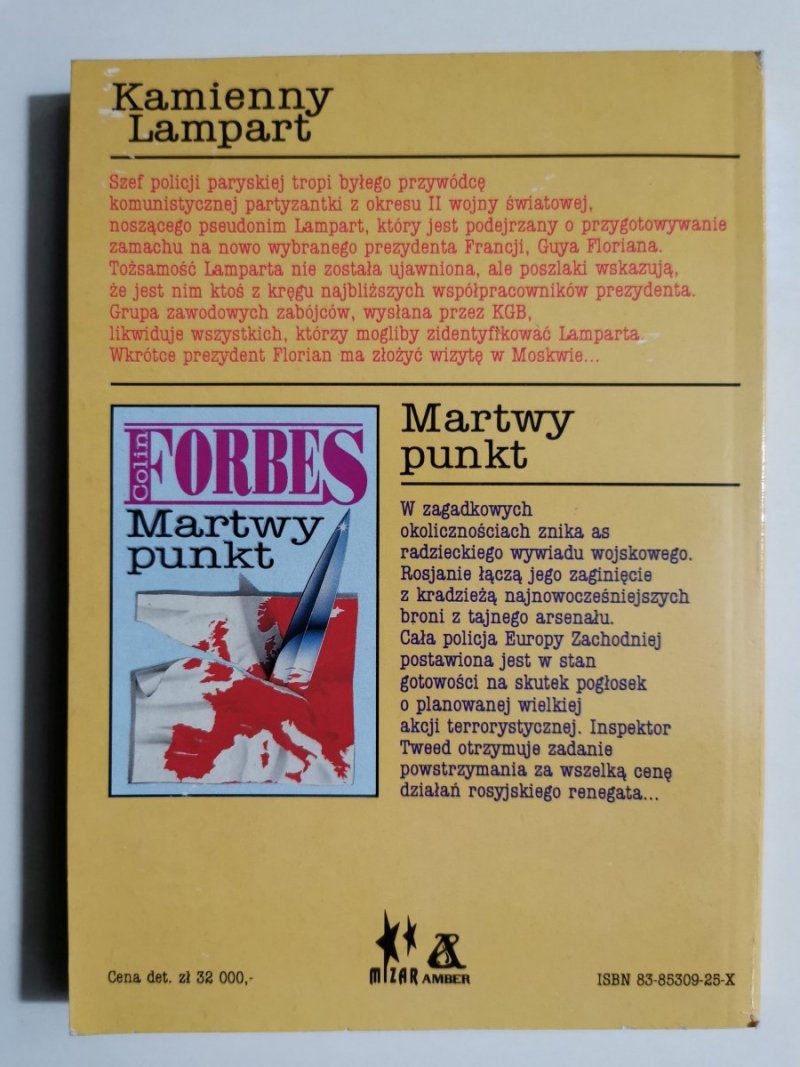 Kamienny
Lampart
Szef policji paryskiej tropi byłego przywódcę
komunistycznej partyzantki z okresu II wojny światowej,
noszącego pseudonim Lampart, który jest podejrzany o przygotowywanie
zamachu na nowo wybranego prezydenta Francji, Guya Floriana.
Tożsamość Lamparta nie została ujawniona, ale poszlaki wskazują,
że jest nim ktoś z kręgu najbliższych współpracowników prezydenta.
Grupa zawodowych zabójców, wysłana przez KGB,
likwiduje wszystkich, którzy mogliby zidentyfikować Lamparta.
Wkrótce prezydent Florian ma złożyć wizytę w Moskwie...
Colin
FORBES
Martwy
punkt
Martwy
punkt
W zagadkowych
okolicznościach znika as
radzieckiego wywiadu wojskowego.
Rosjanie łączą jego zaginięcie
z kradzieżą najnowocześniejszych
broni z tajnego arsenału.
Cała policja Europy Zachodniej
postawiona jest w stan
gotowości na skutek pogłosek
o planowanej wielkiej
akcji terrorystycznej. Inspektor
Tweed otrzymuje zadanie
powstrzymania za wszelką cenę
działań rosyjskiego renegata...
Cena det. zł 32 000,-
MIZAR AMBER
ISBN 83-85309-25-X